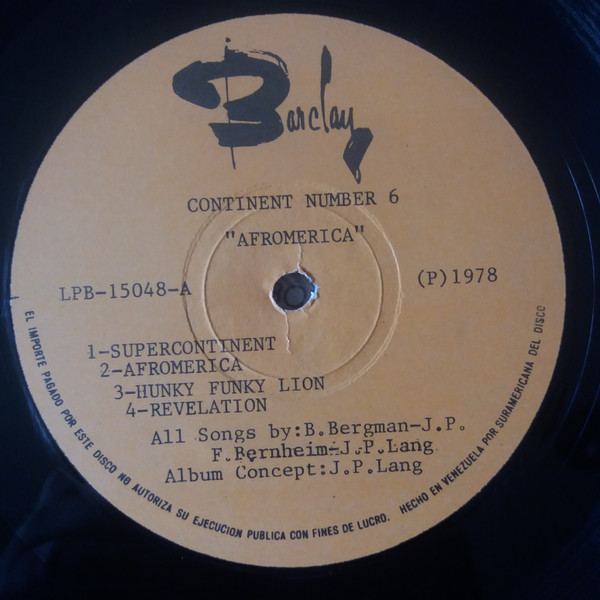 Barclay
CONTINENT NUMBER 6
"AFROMERICA"
LPB-15048-A
(P)1978
1-SUPERCONTINENT
2-AFROMERICA
3-HUNKY FUNKY LION
4-REVELATION
All Songs by:B.Bergman-J.P.
F.Bernheim-J.P.Lang
Album Concept:J.P.Lang
EL IMPORTE PAGADO POR ESTE DISCO NO AUTORIZA SU EJECUCION PUBLICA CON FINES DE LUCRO. HECHO EN VENEZUELA POR SURAMERICANA DEL DISCO